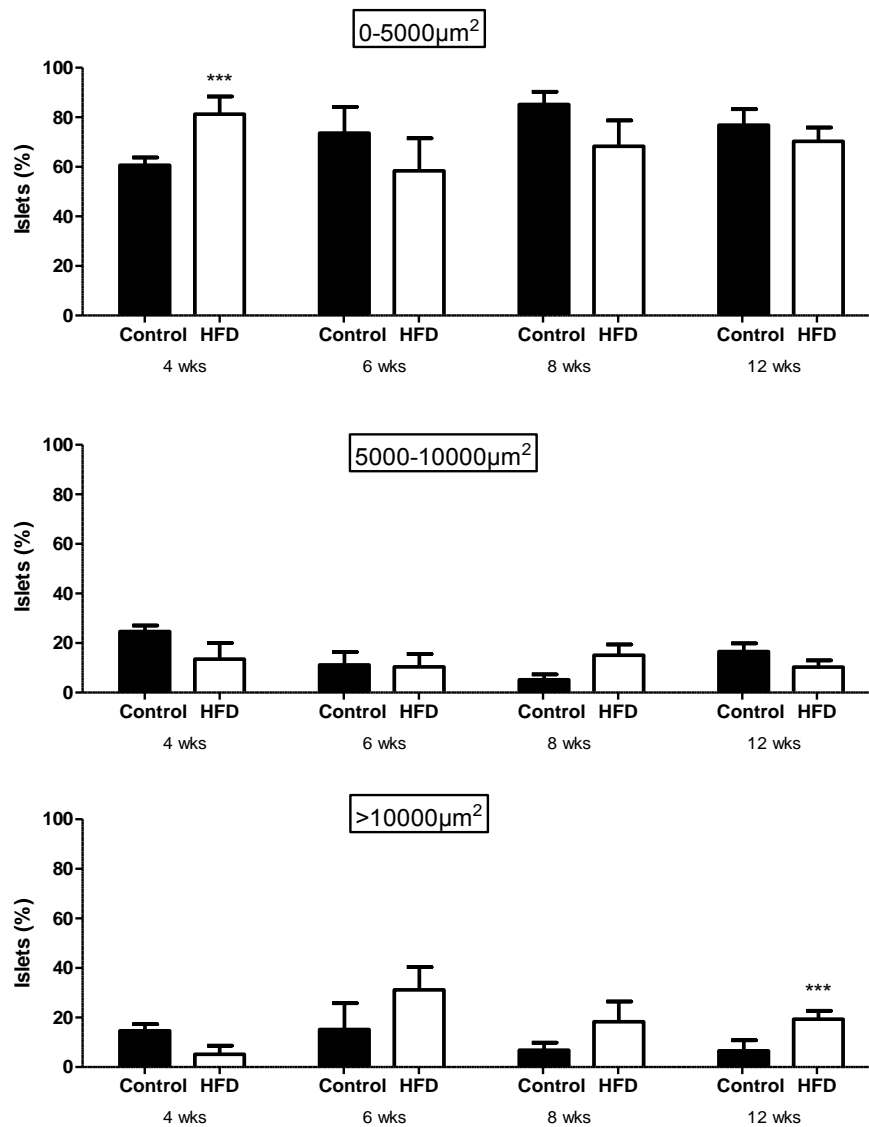 0-5000µm²
***
100
80
60
40
20
0
Islets (%)
Control HFD Control HFD Control HFD Control HFD
4 wks 6 wks 8 wks 12 wks
5000-10000µm²
100
80
60
40
20
0
Islets (%)
Control HFD Control HFD Control HFD Control HFD
4 wks 6 wks 8 wks 12 wks
>10000µm²
100
80
60
40
20
0
Islets (%)
***
Control HFD Control HFD Control HFD Control HFD
4 wks 6 wks 8 wks 12 wks